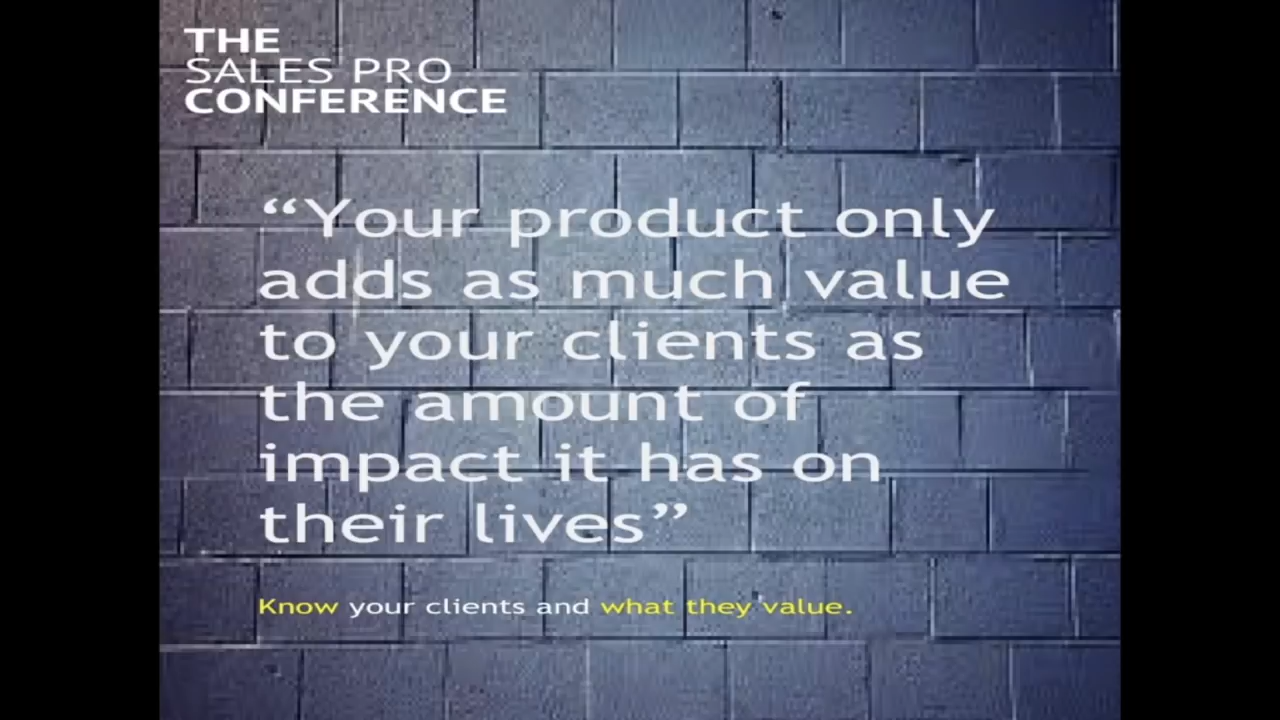 THE
SALES PRO
CONFERENCE
“Your product only
adds as much value
to your clients as
the amount of
impact it has on
their lives”
Know your clients and what they value.